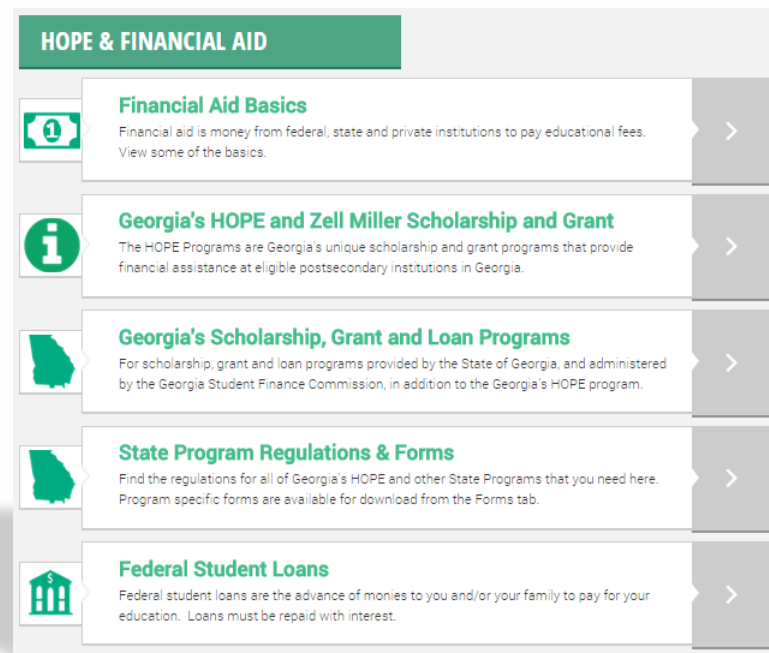 HOPE & FINANCIAL AID
Financial Aid Basics
1
Financial aid is money from federal, state and private institutions to pay educational fees.
View some of the basics.
Georgia's HOPE and Zell Miller Scholarship and Grant
The HOPE Programs are Georgia's unique scholarship and grant programs that provide
financial assistance at eligible postsecondary institutions in Georgia.
Georgia's Scholarship, Grant and Loan Programs
For scholarship, grant and loan programs provided by the State of Georgia, and administered
by the Georgia Student Finance Commission, in addition to the Georgia's HOPE program.
State Program Regulations & Forms
Find the regulations for all of Georgia's HOPE and other State Programs that you need here.
Program specific forms are available for download from the Forms tab.
Federal Student Loans
$
Federal student loans are the advance of monies to you and/or your family to pay for your
education.  Loans must be repaid with interest.